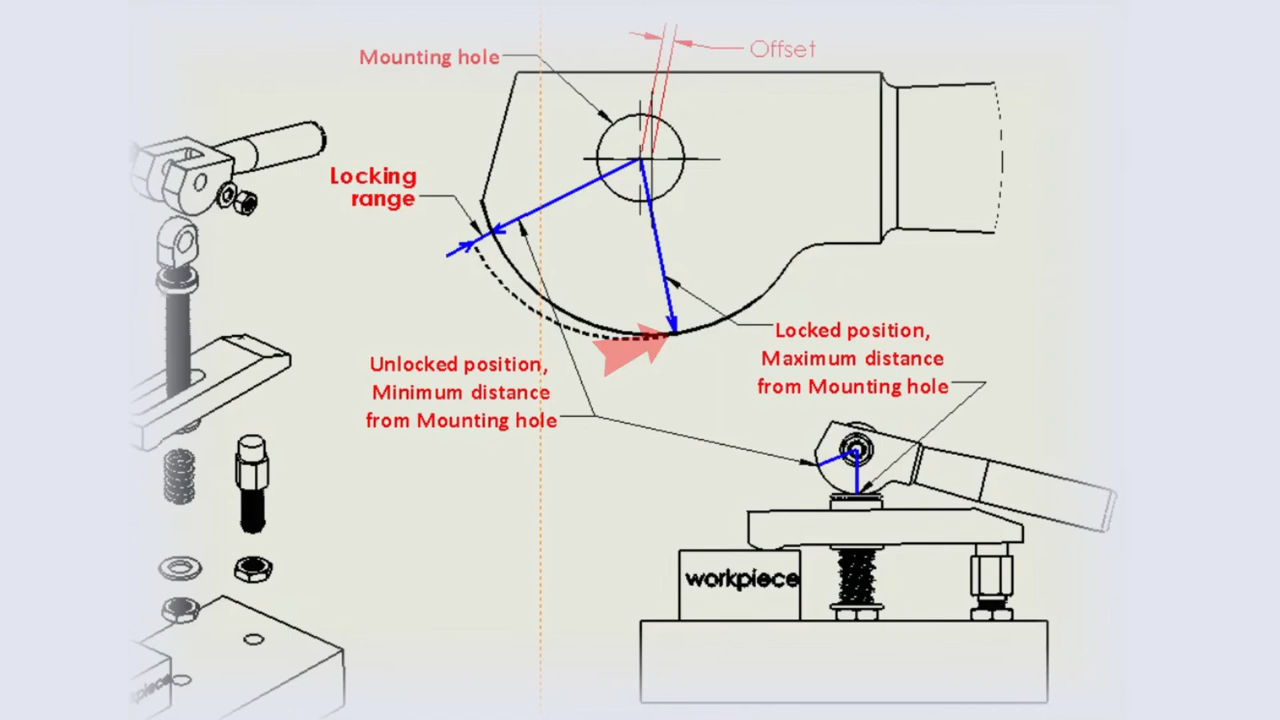 Mounting hole
Offset
Locking
range
Unlocked position,
Minimum distance
from Mounting hole
Locked position,
Maximum distance
from Mounting hole
workpiece